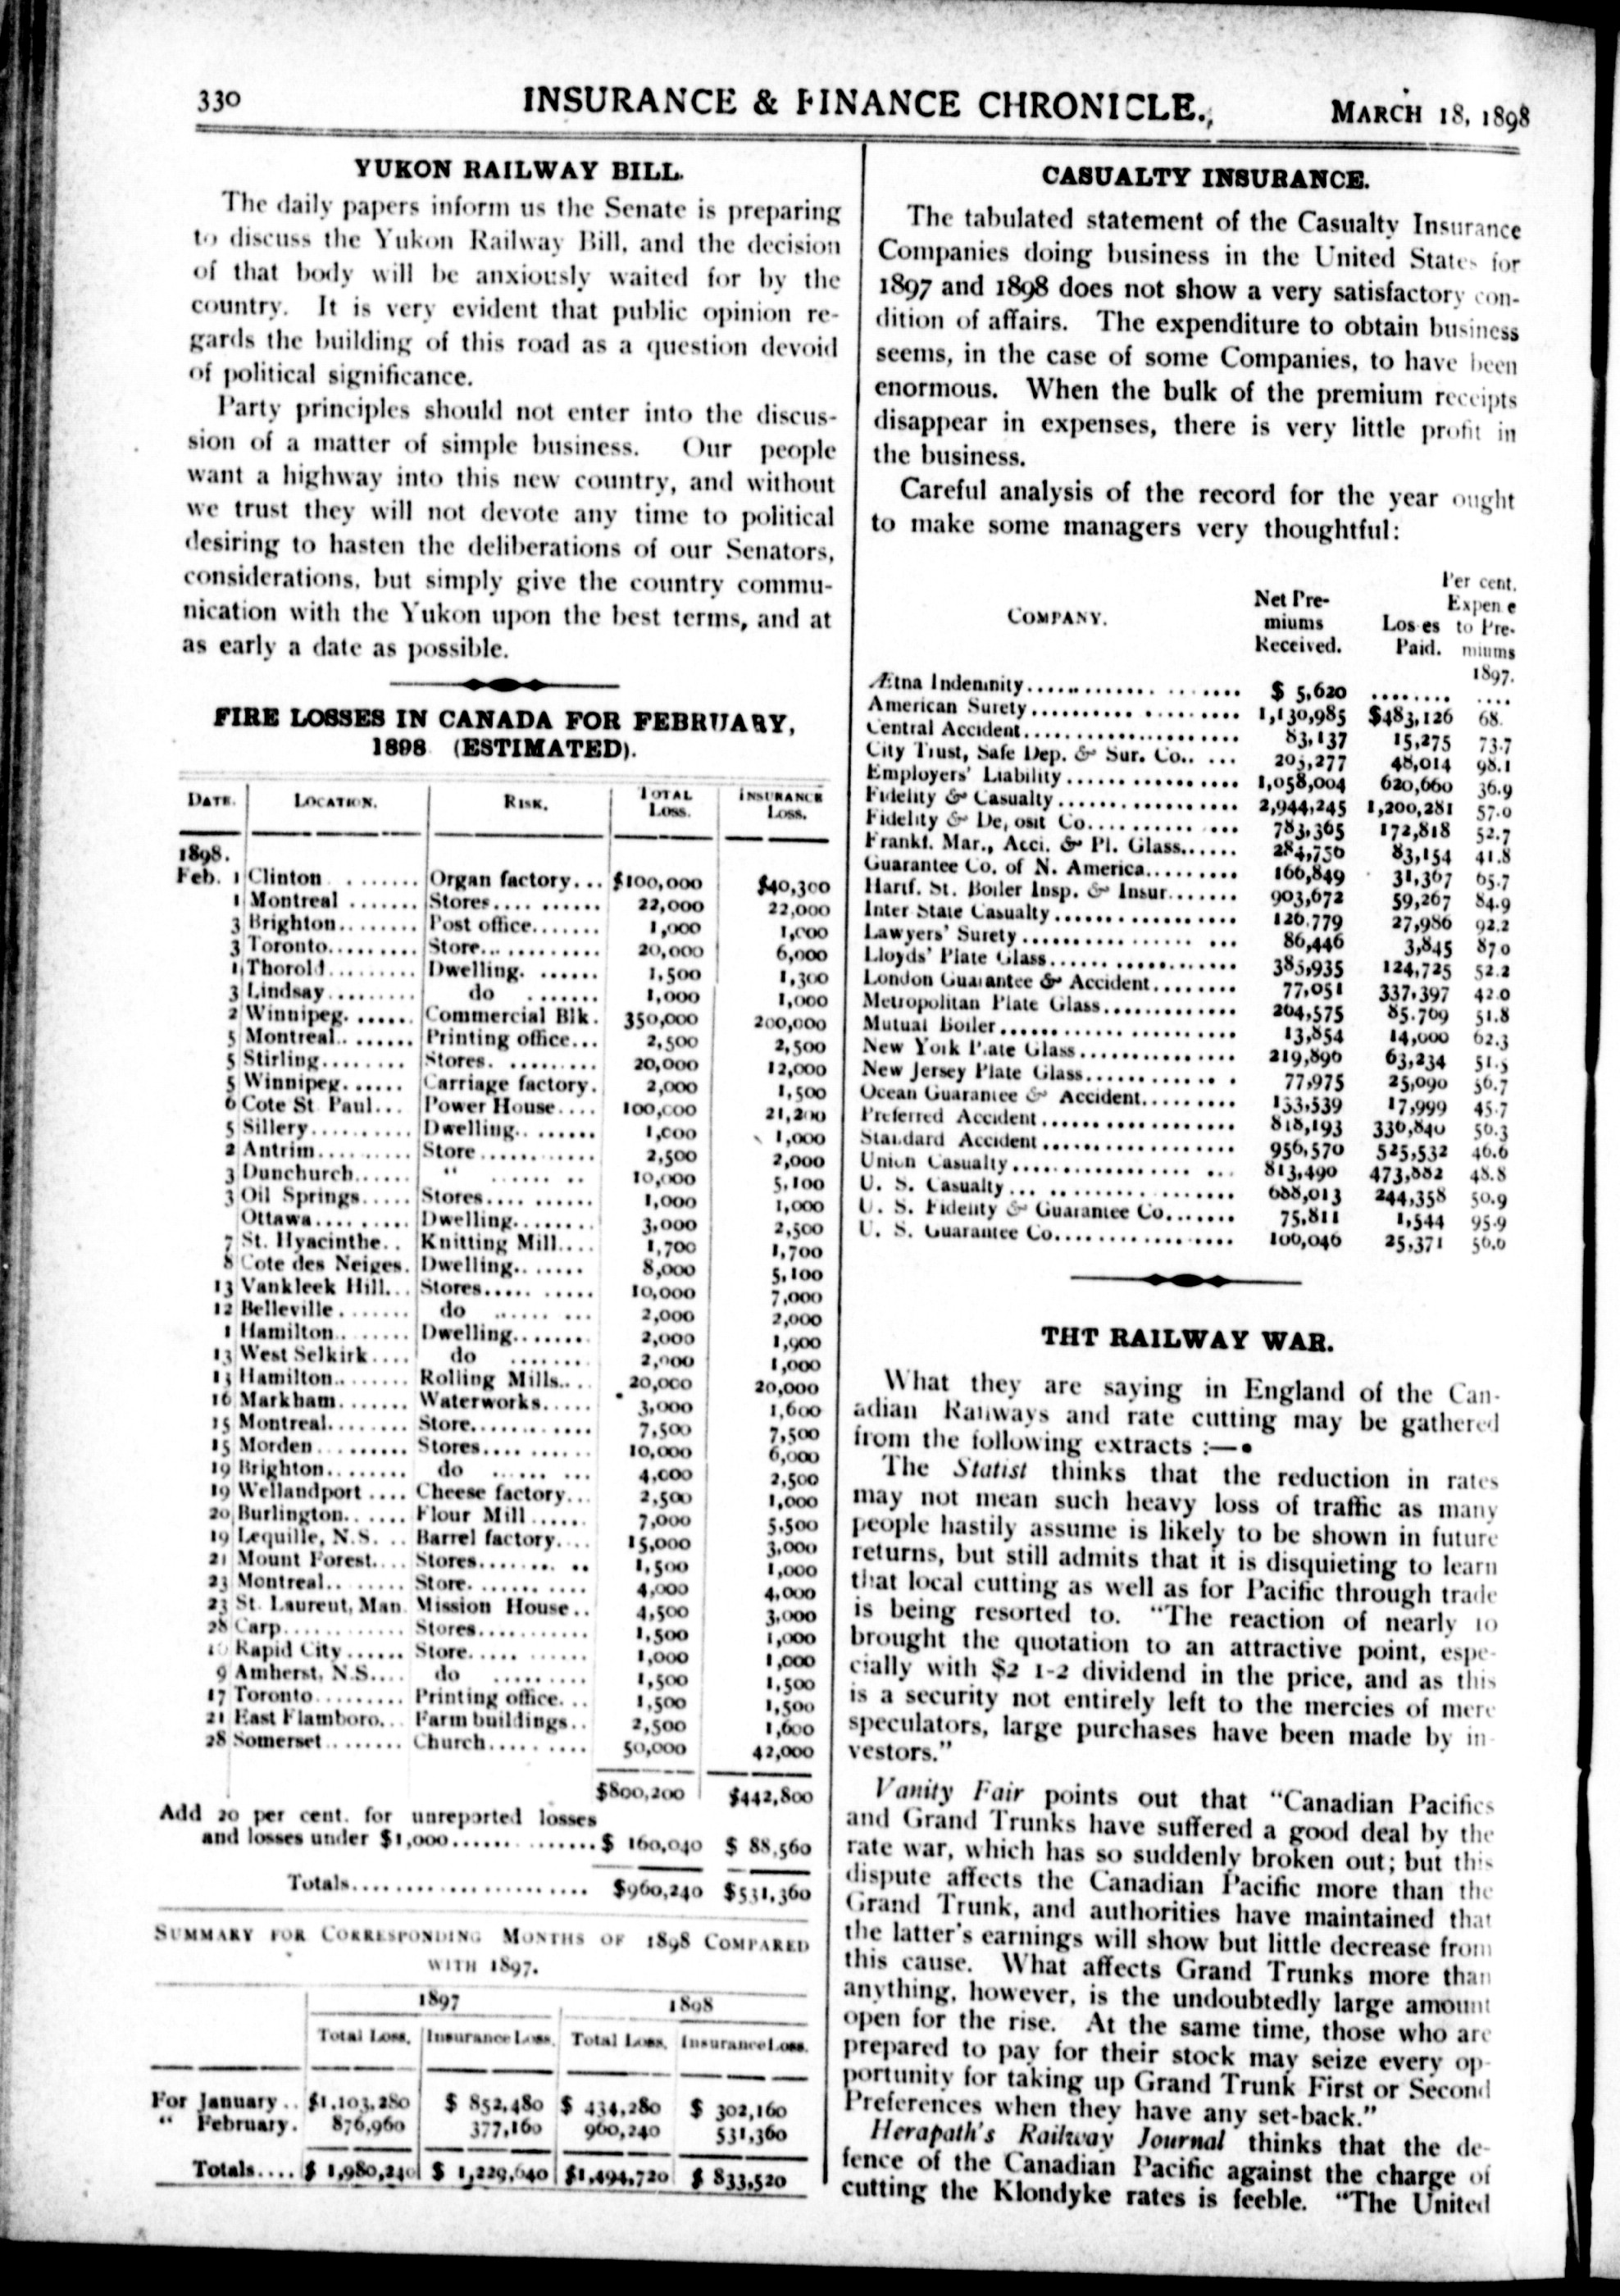 330
INSURANCE & FINANCE CHRONICLE.
MARCH 18, 1898
YUKON RAILWAY BILL.
The daily papers inform us the Senate is preparing
to discuss the Yukon Railway Bill, and the decision
of that body will be anxiously waited for by the
country. It is very evident that public opinion re-
gards the building of this road as a question devoid
of political significance.
Party principles should not enter into the discus-
sion of a matter of simple business. Our people
want a highway into this new country, and without
we trust they will not devote any time to political
desiring to hasten the deliberations of our Senators,
considerations, but simply give the country commu-
nication with the Yukon upon the best terms, and at
as early a date as possible.
FIRE LOSSES IN CANADA FOR FEBRUARY,
1898 (ESTIMATED).
DATE. LOCATION. RISK. TOTAL LOSS. INSURANCE LOSS.
1898.
Feb. 1 Clinton ........ Organ factory... $100,000 $40,300
1 Montreal ....... Stores.... ...... 22,000 22,000
3 Brighton........ Post office....... 1,000 1,000
3 Toronto......... Store... ........ 20,000 6,000
1 Thorold......... Dwelling. ...... 1,500 1,300
3 Lindsay......... do ....... 1,000 1,000
2 Winnipeg. ...... Commercial Blk. 350,000 200,000
5 Montreal.. ....... Printing office... 2,500 2,500
5 Stirling........ Stores. ......... 20,000 12,000
5 Winnipeg...... Carriage factory. 2,000 1,500
6 Cote St Paul... Power House.... 100,000 21,200
5 Sillery.......... Dwelling.. ...... 1,000 1,000
2 Antrim.......... Store............ 2,500 2,000
3 Dunchurch...... " ...... .. 10,000 5,100
3 Oil Springs..... Stores.... ...... 1,000 1,000
Ottawa.... ..... Dwelling........ 3,000 2,500
7 St. Hyacinthe.. Knitting Mill.... 1,700 1,700
8 Cote des Neiges. Dwelling........ 8,000 5,100
13 Vankleek Hill... Stores..... ..... 10,000 7,000
12 Belleville....... do ...... ... 2,000 2,000
1 Hamilton.. ...... Dwelling........ 2,000 1,900
13 West Selkirk.... do ........ 2,000 1,000
13 Hamilton........ Rolling Mills.... 20,000 20,000
16 Markham....... Waterworks..... 3,000 1,600
15 Montreal........ Store............ 7,500 7,500
15 Morden......... Stores.... ...... 10,000 6,000
19 Brighton........ do ...... ... 4,000 2,500
19 Wellandport .... Cheese factory... 2,500 1,000
20 Burlington.. .... Flour Mill ...... 7,000 5,500
19 Lequille, N.S. .. Barrel factory.... 15,000 3,000
21 Mount Forest.... Stores........ .. 1,500 1,000
23 Montreal.. ...... Store. ....... .... 4,000 4,000
23 St. Laurent, Man. Mission House.. 4,500 3,000
28 Carp............ Stores........... 1,500 1,000
Rapid City...... Store..... ...... 1,000 1,000
9 Amherst, N.S.... do ......... 1,500 1,500
17 Toronto......... Printing office... 1,500 1,500
21 East Flamboro... Farm buildings.. 2,500 1,600
28 Somerset........ Church..... .... 50,000 42,000
$800,200 $442,800
Add 20 per cent. for unreported losses
and losses under $1,000...... ........$ 160,040 $ 88,560
Totals....................... $960,240 $531,360
SUMMARY FOR CORRESPONDING MONTHS OF 1898 COMPARED
WITH 1897.
1897 1898
Total Loss. Insurance Loss. Total Loss. Insurance Loss.
For January.. $1,103,280 $ 852,480 $ 434,280 $ 302,160
" February. 876,960 377,160 960,240 531,360
Totals.... $ 1,980,240 $ 1,229,640 $1,494,720 $ 833,520
CASUALTY INSURANCE.
The tabulated statement of the Casualty Insurance
Companies doing business in the United States for
1897 and 1898 does not show a very satisfactory con-
dition of affairs. The expenditure to obtain business
seems, in the case of some Companies, to have been
enormous. When the bulk of the premium receipts
disappear in expenses, there is very little profit in
the business.
Careful analysis of the record for the year ought
to make some managers very thoughtful:
COMPANY. Net Pre-miums Received. Los es Paid. Per cent. Expen e to Pre-miums 1897.
Ætna Indemnity.................... $ 5,620 ........ ....
American Surety.................... 1,130,985 $483,126 68.
Central Accident.................... 83,137 15,275 73.7
City Trust, Safe Dep. & Sur. Co.. ... 203,277 48,014 98.1
Employers' Liability................. 1,058,004 620,660 36.9
Fidelity & Casualty.................. 2,944,245 1,200,281 57.0
Fidelity & Deposit Co.............. 783,365 172,818 52.7
Frankf. Mar., Acci. & Pl. Glass...... 284,750 83,154 41.8
Guarantee Co. of N. America......... 166,849 31,367 65.7
Hartf. St. Boiler Insp. & Insur....... 903,672 59,267 84.9
Inter State Casualty.................. 126,779 27,986 92.2
Lawyers' Surety................ ... 86,446 3,845 87 0
Lloyds' Plate Glass................... 385,935 124,725 52.2
London Guarantee & Accident......... 77,051 337,397 42.0
Metropolitan Plate Glass............. 204,575 85,709 51.8
Mutual Boiler....................... 13,854 14,000 62.3
New York Plate Glass................ 219,896 63,234 51.5
New Jersey Plate Glass............. . 77,975 25,090 56.7
Ocean Guarantee & Accident......... 153,539 17,999 45.7
Preferred Accident................... 818,193 336,840 50.3
Standard Accident................... 956,570 525,532 46.6
Union Casualty................. ... 813,490 473,882 48.8
U. S. Casualty... .................. 688,013 244,358 50.9
U. S. Fidelity & Guarantee Co....... 75,811 1,544 95.9
U. S. Guarantee Co.................. 106,046 25,371 56.6
THT RAILWAY WAR.
What they are saying in England of the Can-
adian Railways and rate cutting may be gathered
from the following extracts :—
The Statist thinks that the reduction in rates
may not mean such heavy loss of traffic as many
people hastily assume is likely to be shown in future
returns, but still admits that it is disquieting to learn
that local cutting as well as for Pacific through trade
is being resorted to. "The reaction of nearly 10
brought the quotation to an attractive point, espe-
cially with $2 1-2 dividend in the price, and as this
is a security not entirely left to the mercies of mere
speculators, large purchases have been made by in-
vestors."
Vanity Fair points out that "Canadian Pacifics
and Grand Trunks have suffered a good deal by the
rate war, which has so suddenly broken out; but this
dispute affects the Canadian Pacific more than the
Grand Trunk, and authorities have maintained that
the latter's earnings will show but little decrease from
this cause. What affects Grand Trunks more than
anything, however, is the undoubtedly large amount
open for the rise. At the same time, those who are
prepared to pay for their stock may seize every op-
portunity for taking up Grand Trunk First or Second
Preferences when they have any set-back."
Herapath's Railway Journal thinks that the de-
fence of the Canadian Pacific against the charge of
cutting the Klondyke rates is feeble. "The United